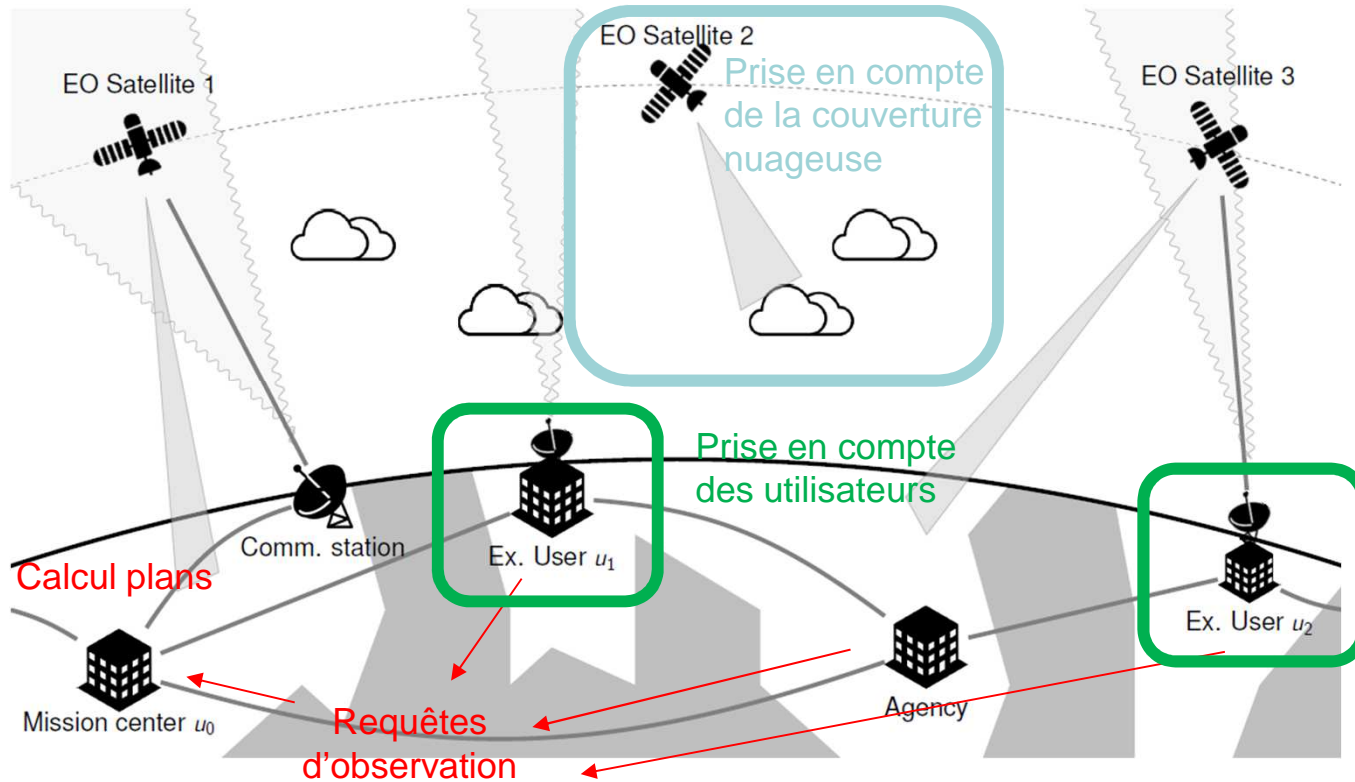 EO Satellite 1
EO Satellite 2
Prise en compte
de la couverture
nuageuse
EO Satellite 3
Prise en compte
des utilisateurs
Comm. station
Ex. User u₁
Calcul plans
Ex. User u₂
Mission center u₀
Agency
Requêtes
d'observation